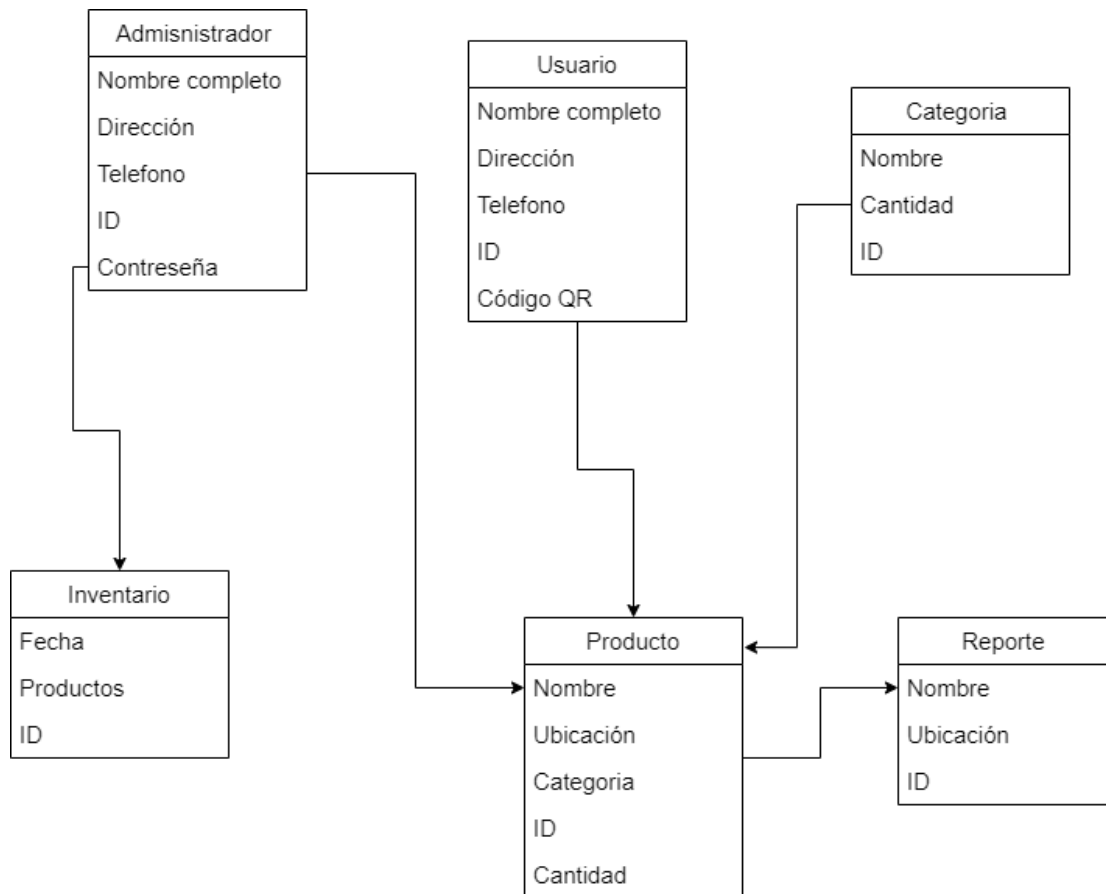 Admisnistrador
Nombre completo
Dirección
Telefono
ID
Contreseña
Usuario
Nombre completo
Dirección
Telefono
ID
Código QR
Categoria
Nombre
Cantidad
ID
Inventario
Fecha
Productos
ID
Producto
Nombre
Ubicación
Categoria
ID
Cantidad
Reporte
Nombre
Ubicación
ID